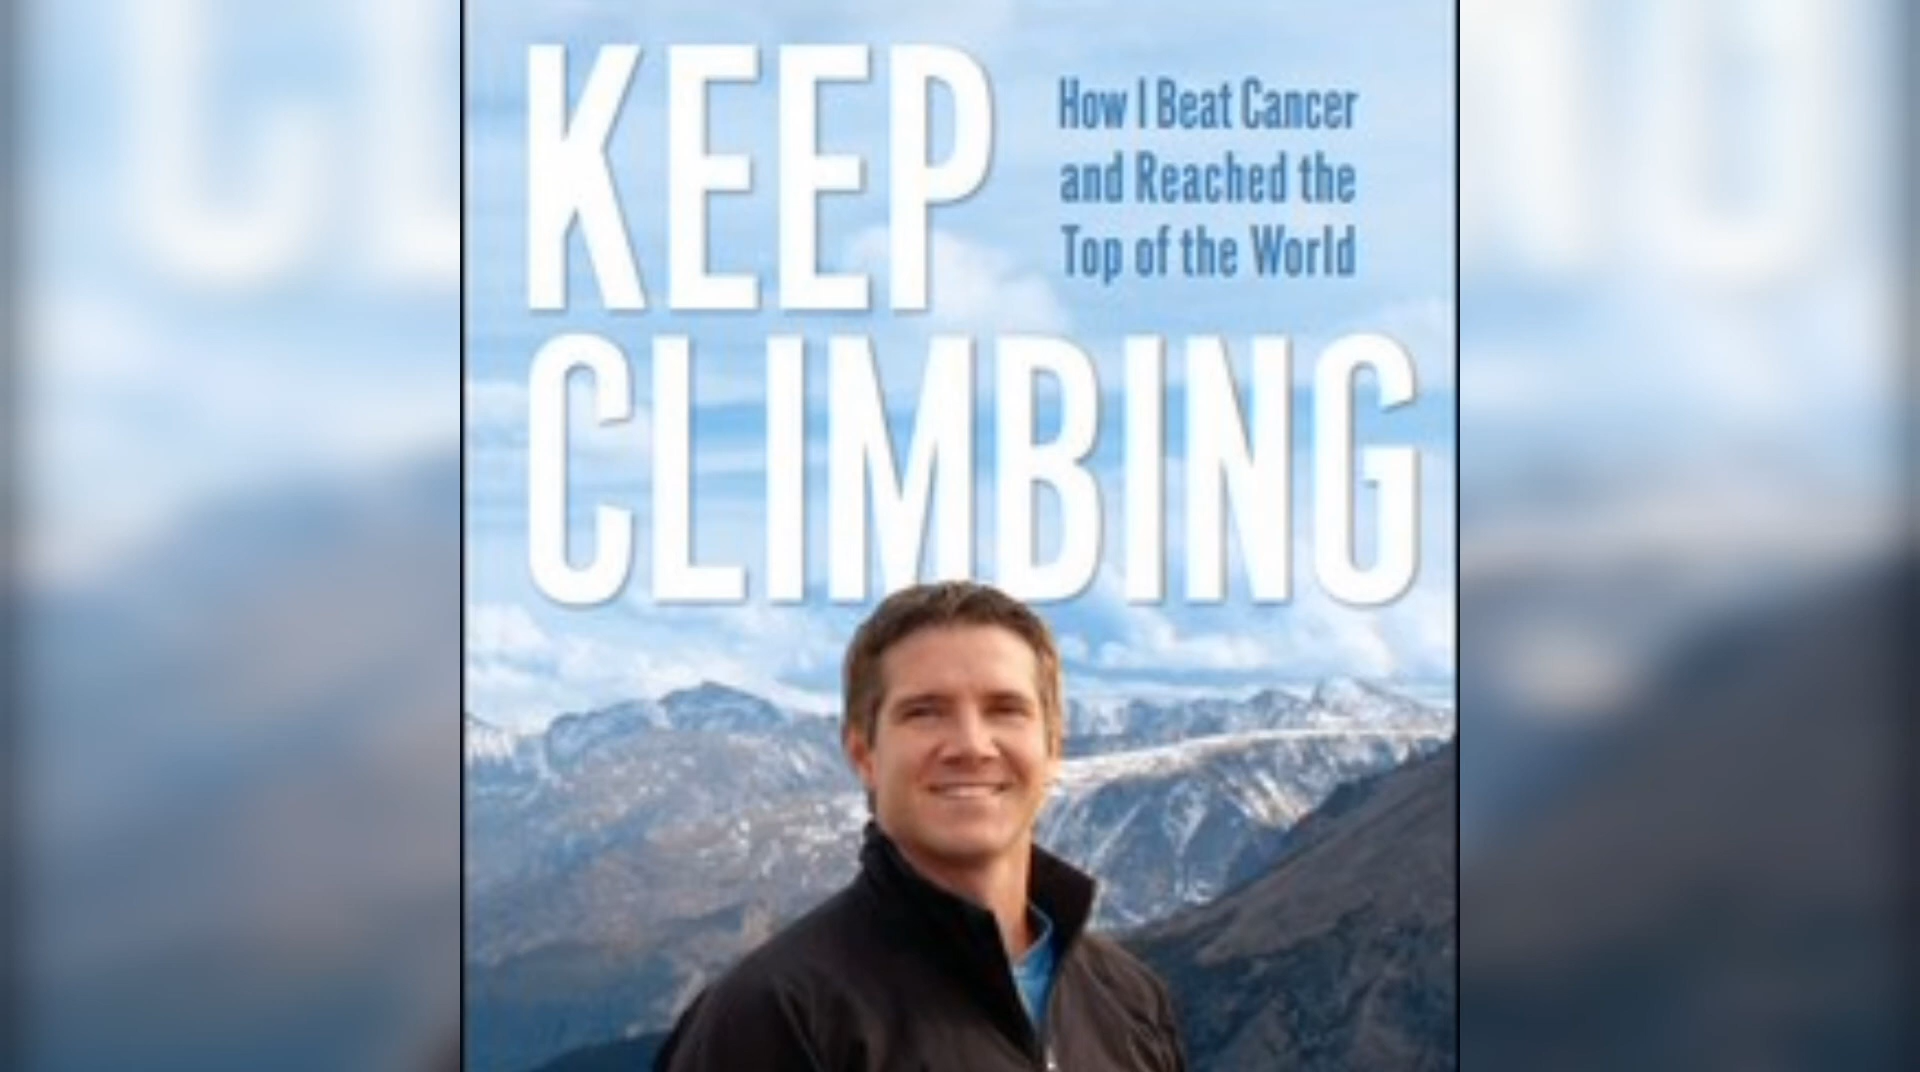 KEEP
How I Beat Cancer
and Reached the
Top of the World
CLIMBING